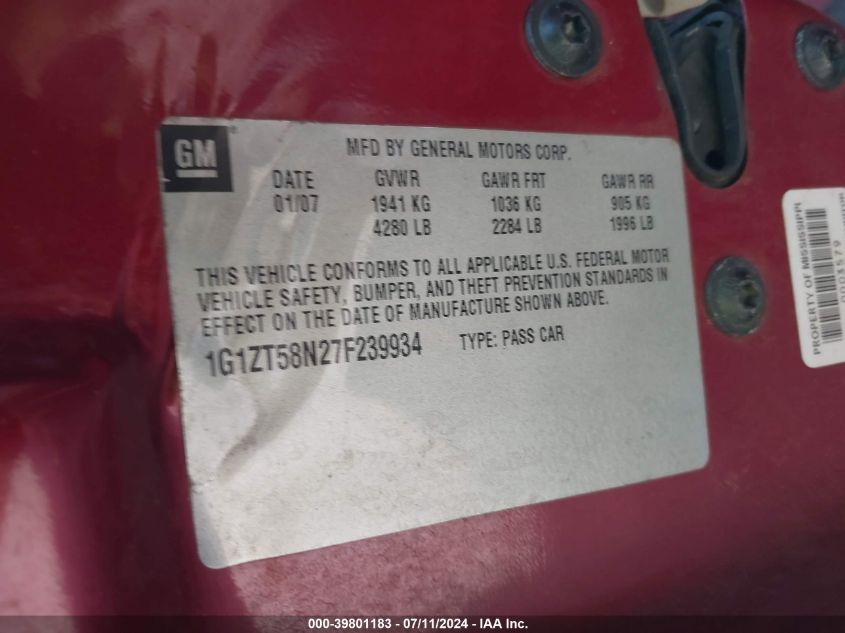 GM
MFD BY GENERAL MOTORS CORP.
DATE GVWR GAWR FRT GAWR RR
01/07 1941 KG 1036 KG 905 KG
4280 LB 2284 LB 1996 LB
THIS VEHICLE CONFORMS TO ALL APPLICABLE U.S. FEDERAL MOTOR
VEHICLE SAFETY, BUMPER, AND THEFT PREVENTION STANDARDS IN
EFFECT ON THE DATE OF MANUFACTURE SHOWN ABOVE.
1G1ZT58N27F239934 TYPE: PASS CAR
PROPERTY OF MISSISSIPPI
0003579
000-39801183 - 07/11/2024 - IAA Inc.